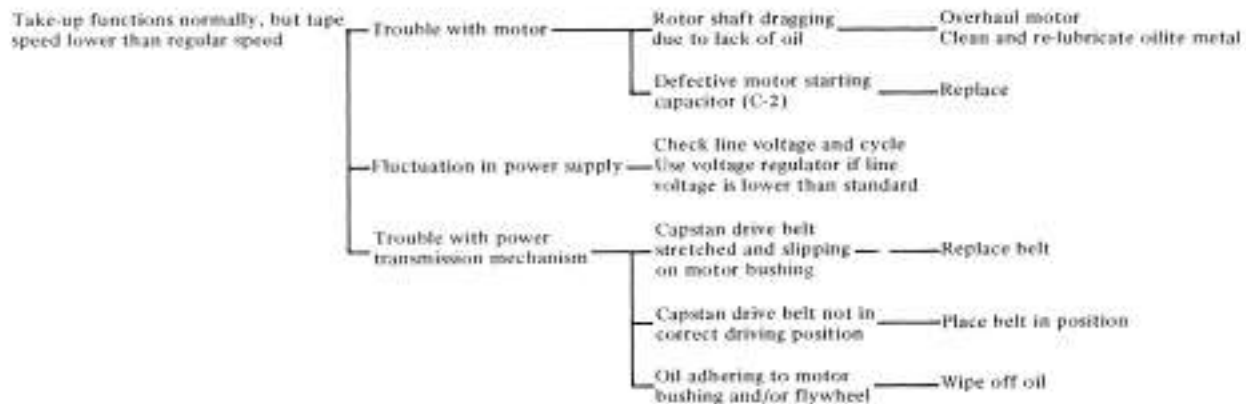 Take-up functions normally, but tape
speed lower than regular speed
Trouble with motor
Rotor shaft dragging
due to lack of oil
Overhaul motor
Clean and re-lubricate oilite metal
Defective motor starting
capacitor (C-2)
Replace
Fluctuation in power supply
Check line voltage and cycle
Use voltage regulator if line
voltage is lower than standard
Trouble with power
transmission mechanism
Capstan drive belt
stretched and slipping
on motor bushing
Replace belt
Capstan drive belt not in
correct driving position
Place belt in position
Oil adhering to motor
bushing and/or flywheel
Wipe off oil